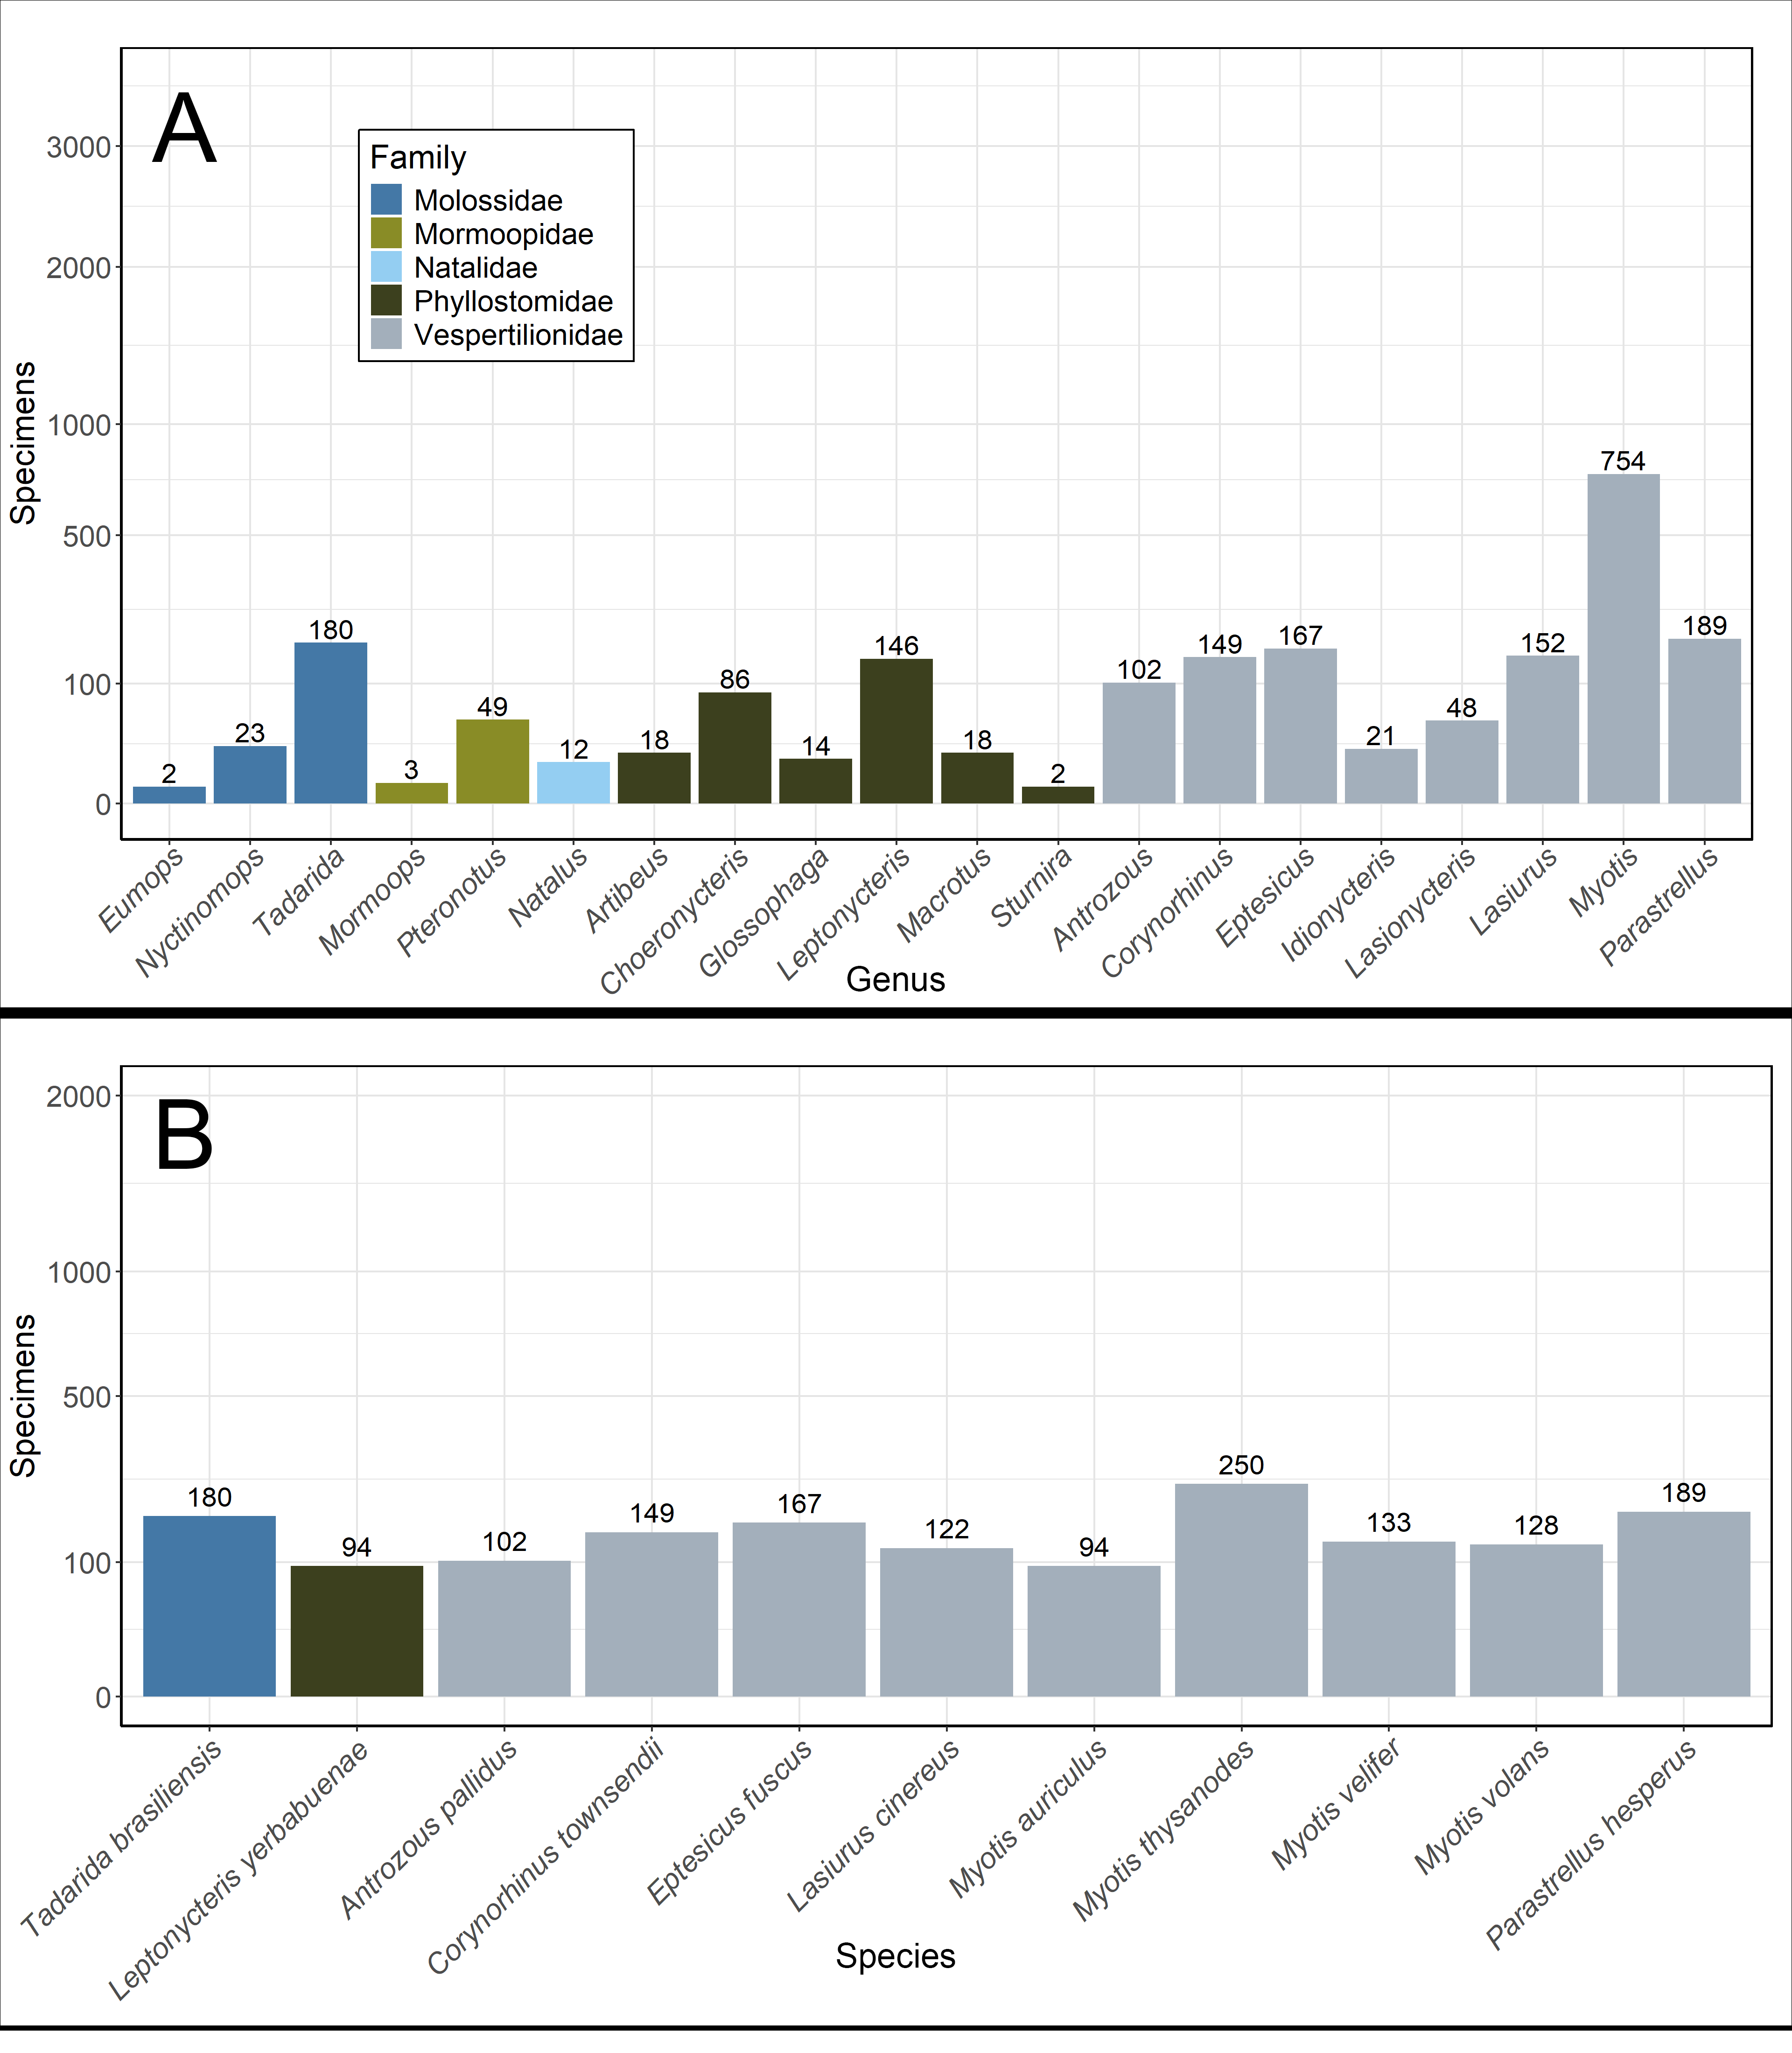 A
Family
Molossidae
Mormoopidae
Natalidae
Phyllostomidae
Vespertilionidae
Specimens
3000
2000
1000
500
100
0
2
23
180
3
49
12
18
86
14
146
18
2
102
149
167
21
48
152
754
189
Eumops
Nyctinomops
Tadarida
Mormoops
Pteronotus
Natalus
Artibeus
Choeronycteris
Glossophaga
Leptonycteris
Macrotus
Sturnira
Antrozous
Corynorhinus
Eptesicus
Idionycteris
Lasionycteris
Lasiurus
Myotis
Parastrellus
Genus
B
Specimens
2000
1000
500
100
0
180
94
102
149
167
122
94
250
133
128
189
Tadarida brasiliensis
Leptonycteris yerbabuenae
Antrozous pallidus
Corynorhinus townsendii
Eptesicus fuscus
Lasiurus cinereus
Myotis auriculus
Myotis thysanodes
Myotis velifer
Myotis volans
Parastrellus hesperus
Species